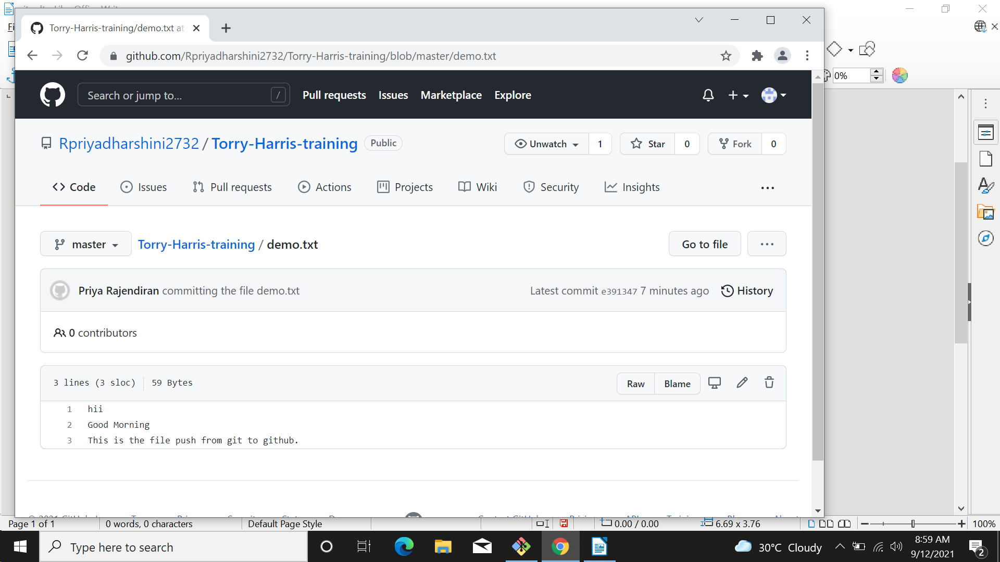 Torry-Harris-training/demo.txt at
github.com/Rpriyadharshini2732/Torry-Harris-training/blob/master/demo.txt
0%
Search or jump to... /
Pull requests Issues Marketplace Explore
Rpriyadharshini2732 / Torry-Harris-training Public
Unwatch 1 Star 0 Fork 0
Code Issues Pull requests Actions Projects Wiki Security Insights
master Torry-Harris-training / demo.txt Go to file
Priya Rajendiran committing the file demo.txt Latest commit e391347 7 minutes ago History
0 contributors
3 lines (3 sloc) 59 Bytes Raw Blame
1 hii
2 Good Morning
3 This is the file push from git to github.
Page 1 of 1 0 words, 0 characters Default Page Style 0.00 / 0.00 6.69 x 3.76 100%
Type here to search 30°C Cloudy 8:59 AM
9/12/2021 2